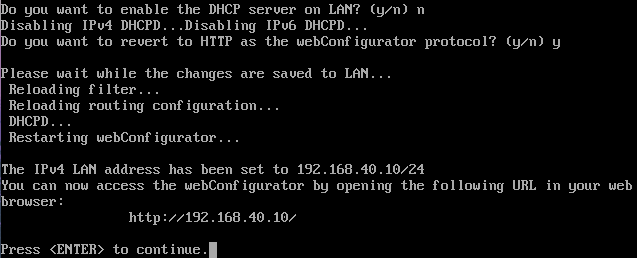 Do you want to enable the DHCP server on LAN? (y/n) n
Disabling IPv4 DHCPD...Disabling IPv6 DHCPD...
Do you want to revert to HTTP as the webConfigurator protocol? (y/n) y
Please wait while the changes are saved to LAN...
Reloading filter...
Reloading routing configuration...
DHCPD...
Restarting webConfigurator...
The IPv4 LAN address has been set to 192.168.40.10/24
You can now access the webConfigurator by opening the following URL in your web
browser:
http://192.168.40.10/
Press <ENTER> to continue.